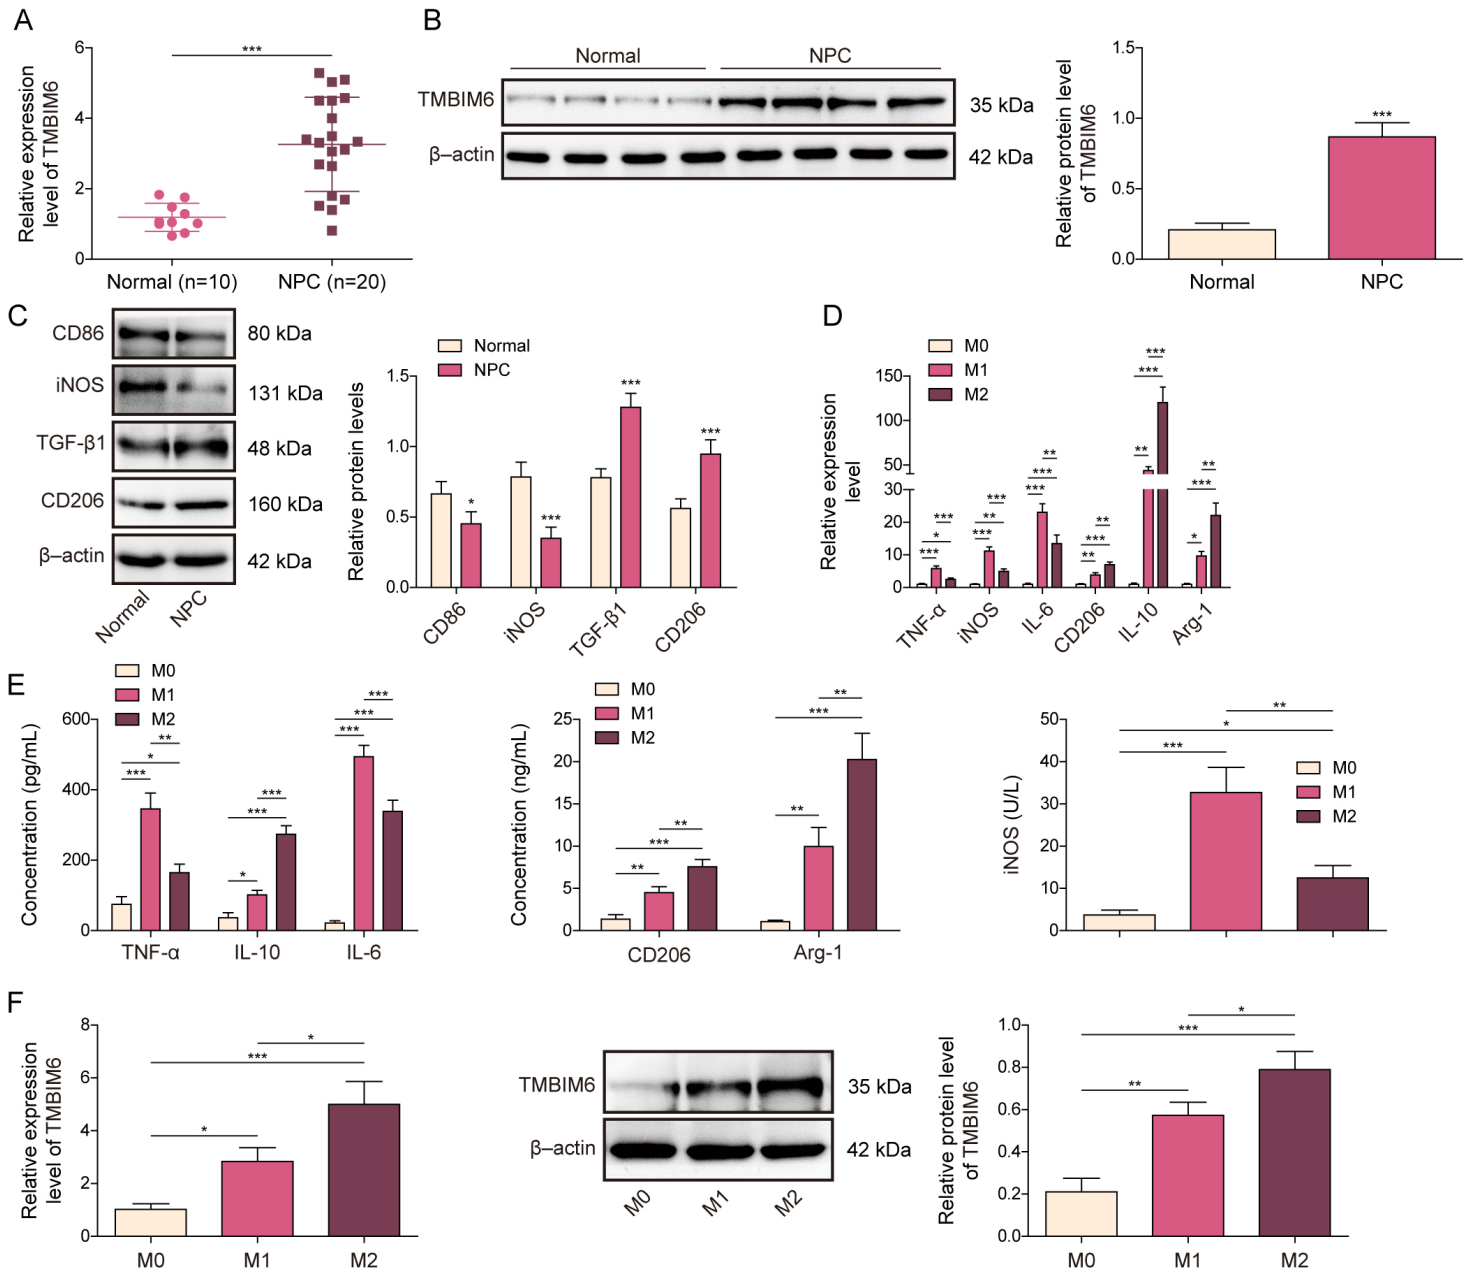 A
Relative expression
level of TMBIM6
6
4
2
0
***
Normal (n=10)
NPC (n=20)
B
Normal
NPC
TMBIM6
35 kDa
β–actin
42 kDa
Relative protein level
of TMBIM6
1.5
1.0
0.5
0.0
***
Normal
NPC
C
CD86
80 kDa
iNOS
131 kDa
TGF-β1
48 kDa
CD206
160 kDa
β–actin
42 kDa
Normal
NPC
Normal
NPC
Relative protein levels
1.5
1.0
0.5
0.0
*
***
***
***
CD86
iNOS
TGF-β1
CD206
D
M0
M1
M2
Relative expression
level
150
100
50
30
20
10
0
***
*
***
***
**
***
***
***
**
**
***
**
**
***
***
*
***
**
TNF-α
iNOS
IL-6
CD206
IL-10
Arg-1
E
M0
M1
M2
Concentration (pg/mL)
600
400
200
0
***
*
**
*
***
***
***
***
***
TNF-α
IL-10
IL-6
M0
M1
M2
Concentration (ng/mL)
25
20
15
10
5
0
**
***
**
**
***
**
CD206
Arg-1
iNOS (U/L)
50
40
30
20
10
0
**
*
***
M0
M1
M2
F
Relative expression
level of TMBIM6
8
6
4
2
0
*
***
*
M0
M1
M2
TMBIM6
35 kDa
β–actin
42 kDa
M0
M1
M2
Relative protein level
of TMBIM6
1.0
0.8
0.6
0.4
0.2
0.0
*
***
**
M0
M1
M2